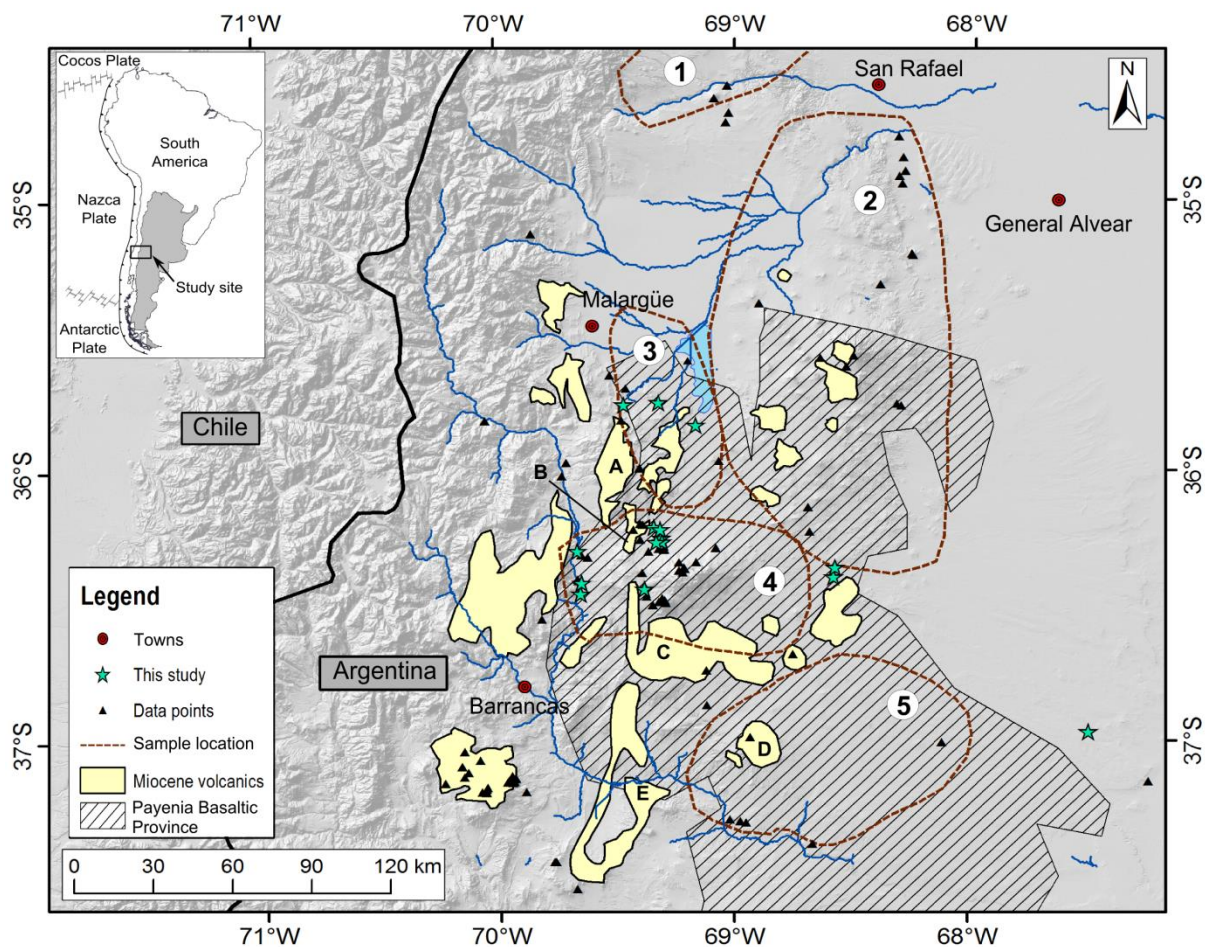 71°W
70°W
69°W
68°W
Cocos Plate
South
America
Nazca
Plate
Study site
Antarctic
Plate
1
San Rafael
N
35°S
2
35°S
General Alvear
Malargüe
3
Chile
A
36°S
B
36°S
4
Legend
Towns
This study
Data points
Sample location
Miocene volcanics
Payenia Basaltic
Province
Argentina
C
Barrancas
5
37°S
D
37°S
E
0
30
60
90
120 km
71°W
70°W
69°W
68°W